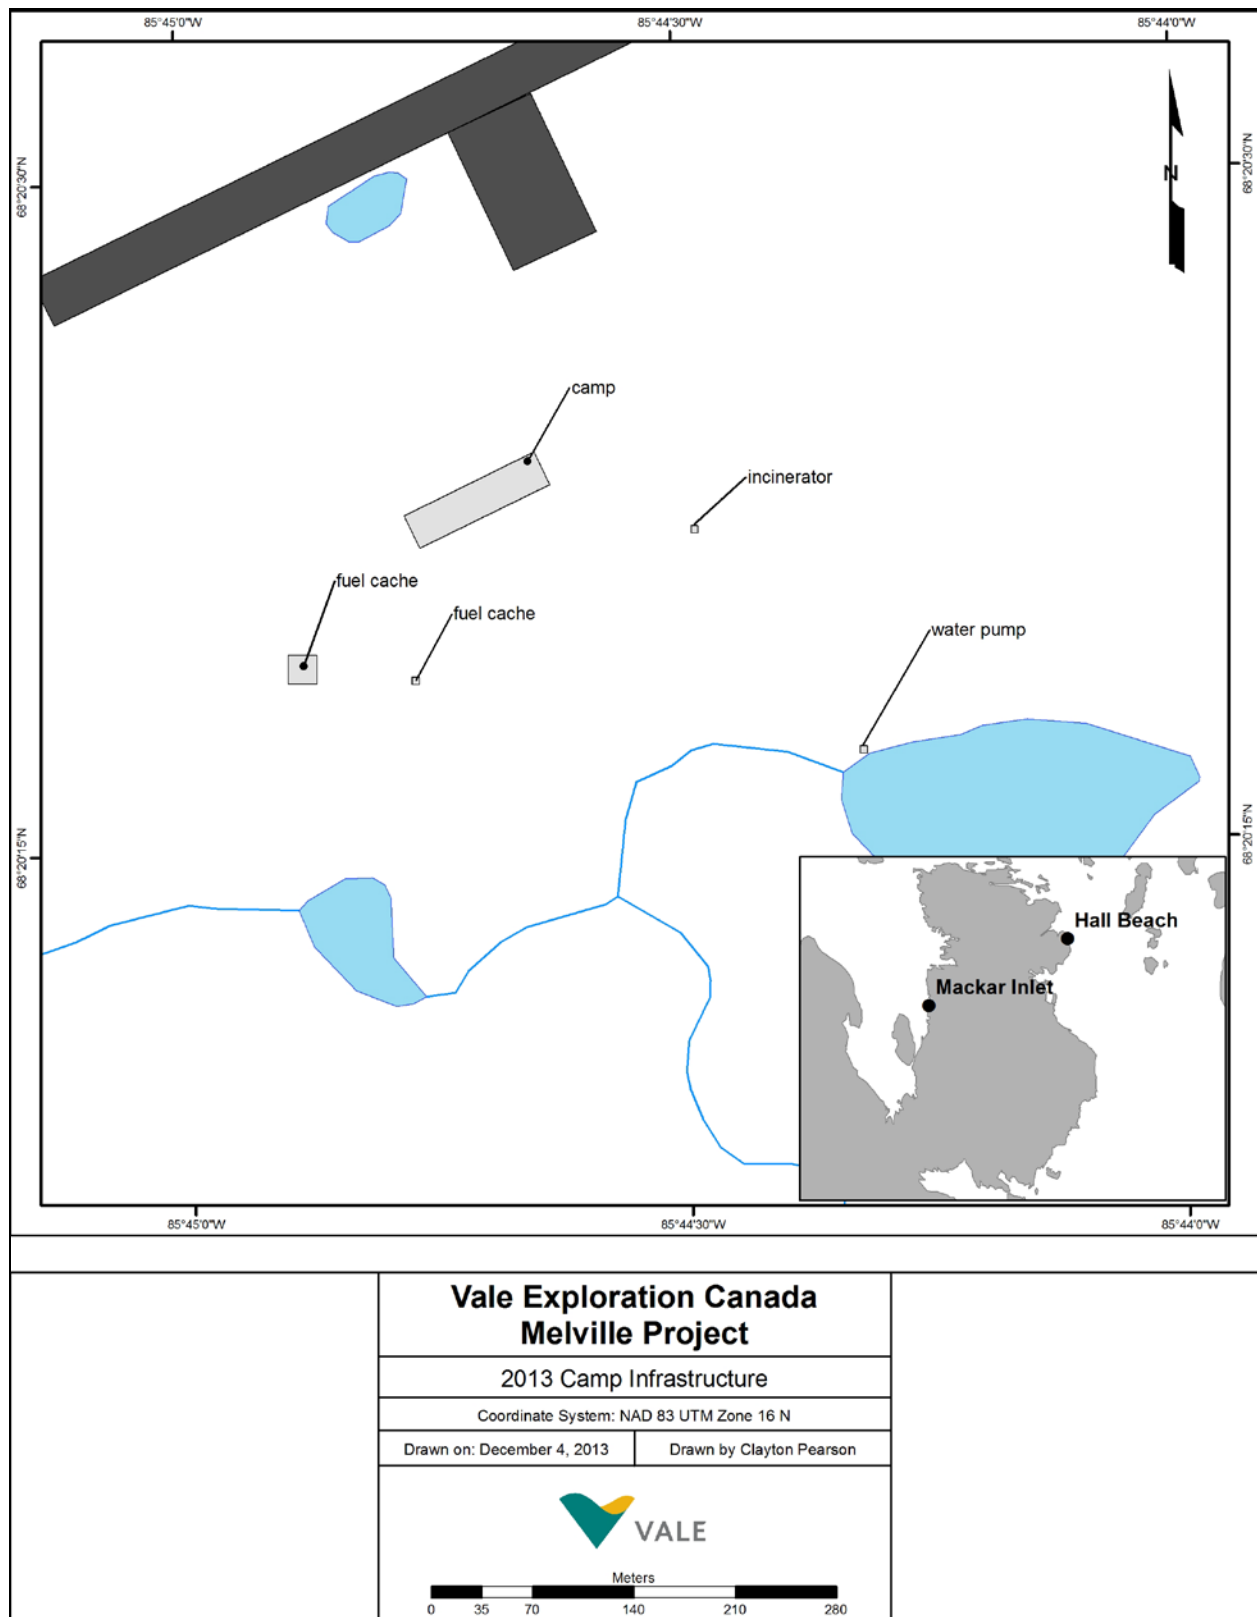 85°45'0"W
85°44'30"W
85°44'0"W
68°20'30"N
68°20'30"N
N
camp
incinerator
fuel cache
fuel cache
water pump
68°20'15"N
68°20'15"N
Hall Beach
Mackar Inlet
85°45'0"W
85°44'30"W
85°44'0"W
Vale Exploration Canada
Melville Project
2013 Camp Infrastructure
Coordinate System: NAD 83 UTM Zone 16 N
Drawn on: December 4, 2013
Drawn by Clayton Pearson
VALE
Meters
0 35 70 140 210 280